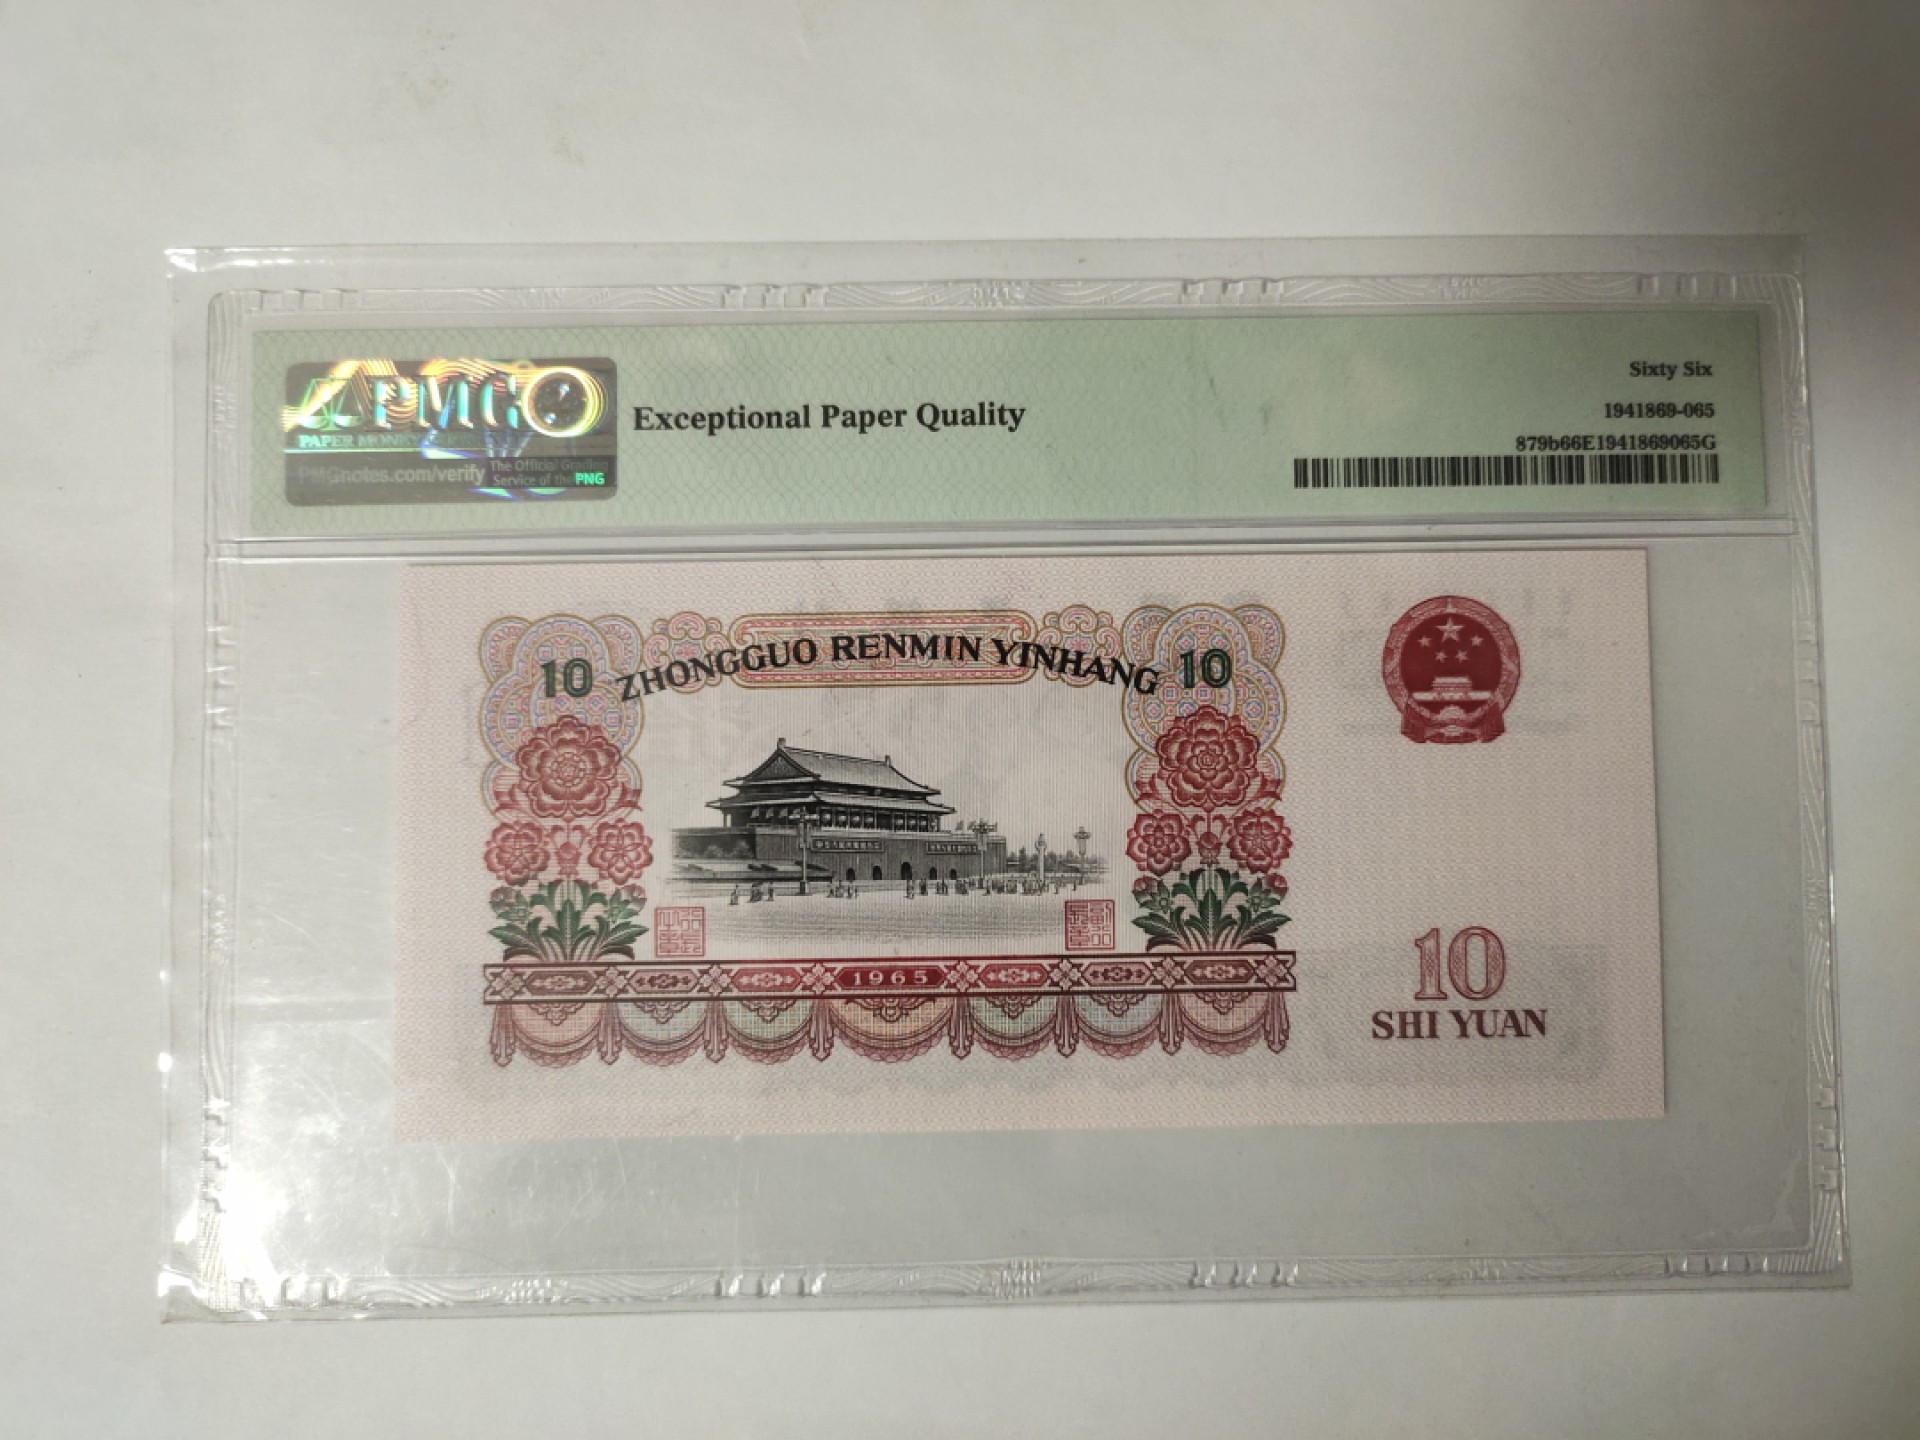 PMG
PAPER MONEY
PMGnotes.com/verify
The Official Grading
Service of the PNG
Exceptional Paper Quality
Sixty Six
1941869-065
879b66E1941869065G
10 ZHONGGUO RENMIN YINHANG 10
1965
10
SHI YUAN